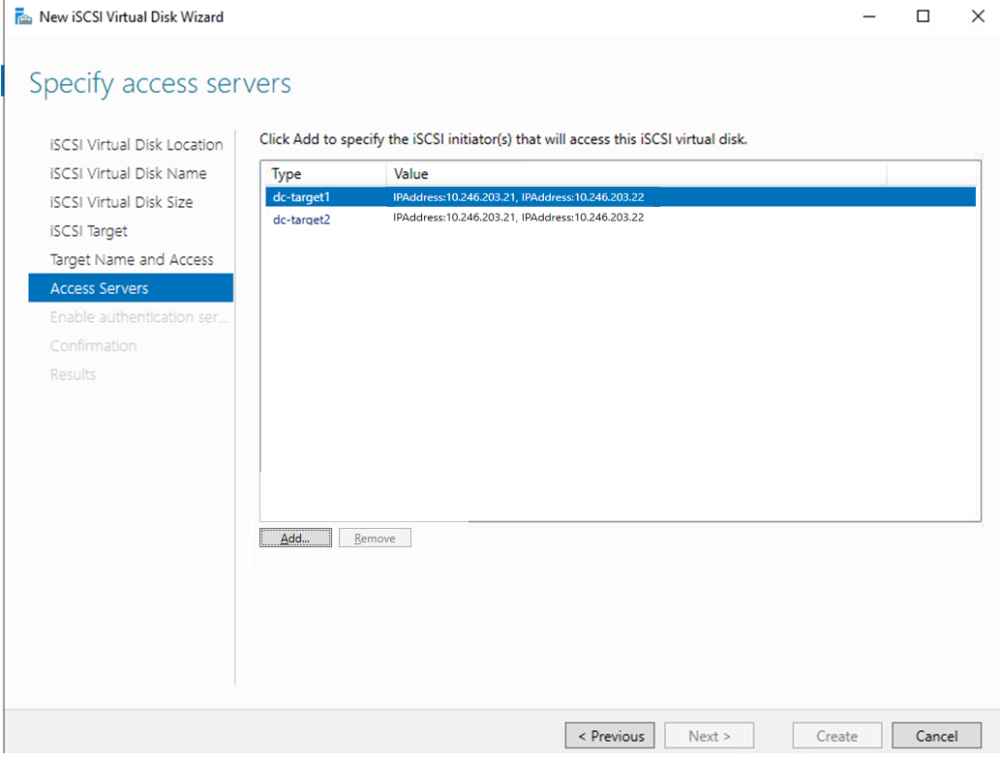 New iSCSI Virtual Disk Wizard
Specify access servers
iSCSI Virtual Disk Location
iSCSI Virtual Disk Name
iSCSI Virtual Disk Size
iSCSI Target
Target Name and Access
Access Servers
Enable authentication ser...
Confirmation
Results
Click Add to specify the iSCSI initiator(s) that will access this iSCSI virtual disk.
Type Value
dc-target1 IPAddress:10.246.203.21, IPAddress:10.246.203.22
dc-target2 IPAddress:10.246.203.21, IPAddress:10.246.203.22
Add... Remove
< Previous Next > Create Cancel